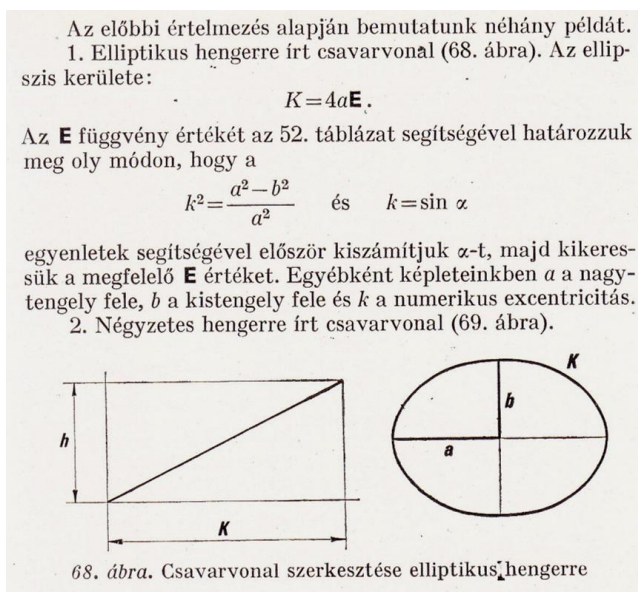 Az előbbi értelmezés alapján bemutatunk néhány példát.
1. Elliptikus hengerre írt csavarvonal (68. ábra). Az ellip-
szis kerülete:
K=4aE.
Az E függvény értékét az 52. táblázat segítségével határozzuk
meg oly módon, hogy a
k²=(a²−b²)/a² és k=sin α
egyenletek segítségével először kiszámítjuk α-t, majd kikeres-
sük a megfelelő E értéket. Egyébként képleteinkben a a nagy-
tengely fele, b a kistengely fele és k a numerikus excentricitás.
2. Négyzetes hengerre írt csavarvonal (69. ábra).
h
K
K
b
a
68. ábra. Csavarvonal szerkesztése elliptikus hengerre